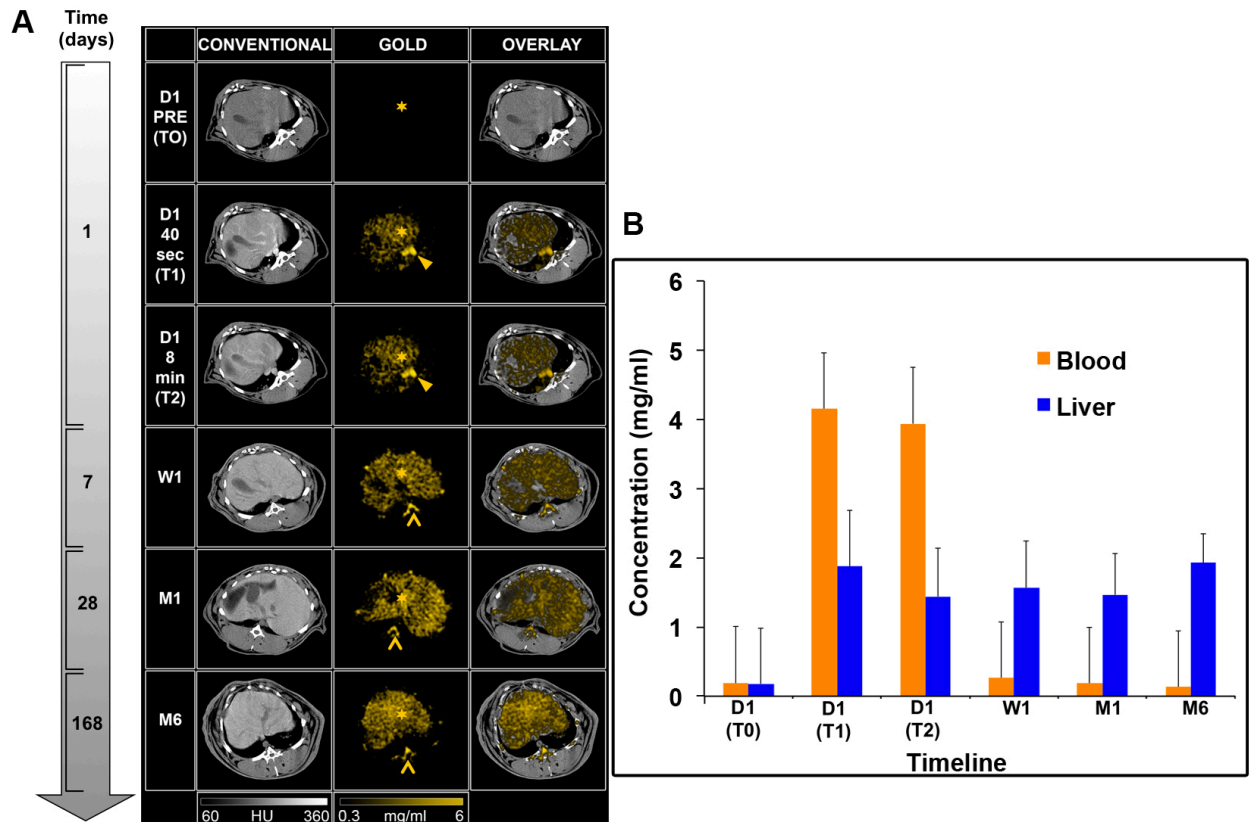 A
Time
(days)
1
7
28
168
CONVENTIONAL GOLD OVERLAY
D1
PRE
(TO)
D1
40
sec
(T1)
D1
8
min
(T2)
W1
M1
M6
60 HU 360
0.3 mg/ml 6
B
Concentration (mg/ml)
6
5
4
3
2
1
0
Blood
Liver
D1
(T0)
D1
(T1)
D1
(T2)
W1
M1
M6
Timeline